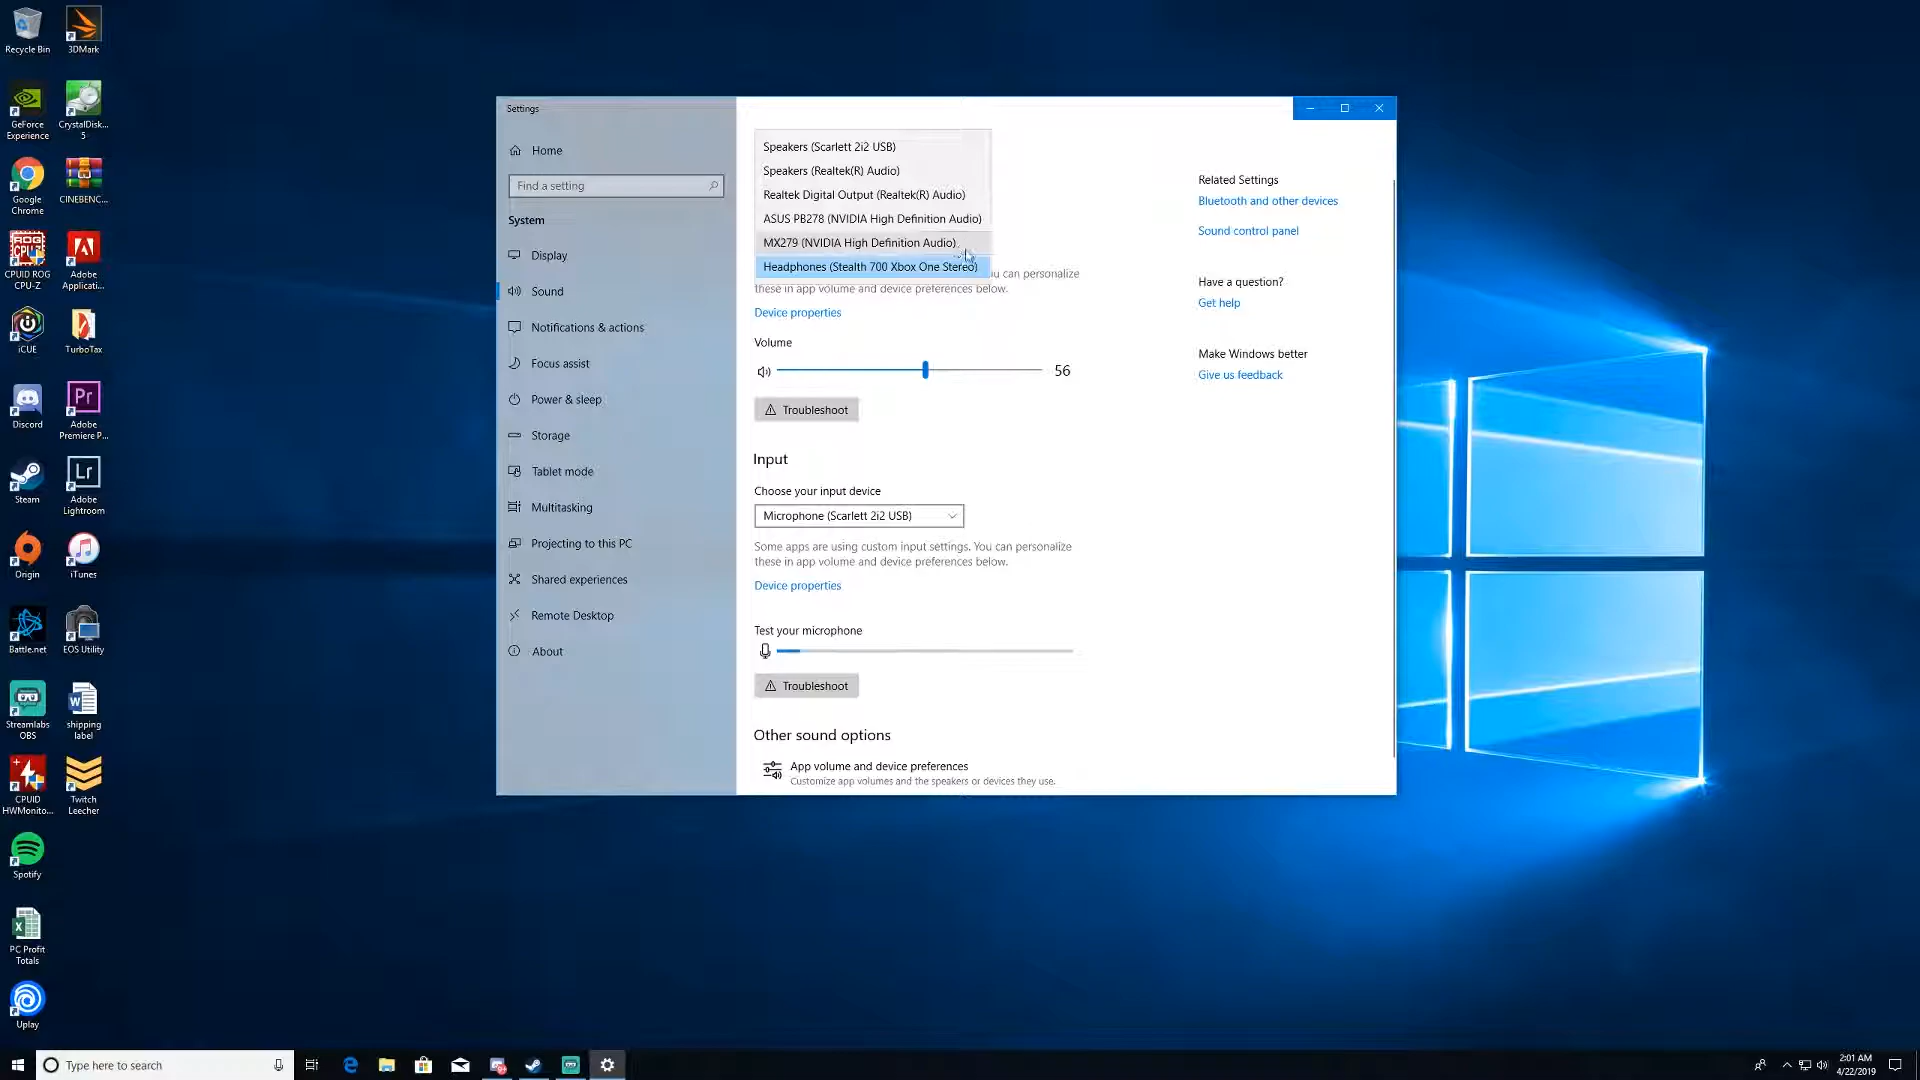 Recycle Bin
3DMark
GeForce
Experience
CrystalDisk...
5
Google
Chrome
CINEBENC...
CPUID ROG
CPU-Z
Adobe
Applicati...
iCUE
TurboTax
Discord
Adobe
Premiere P...
Steam
Adobe
Lightroom
Origin
iTunes
Battle.net
EOS Utility
Streamlabs
OBS
shipping
label
CPUID
HWMonito...
Twitch
Leecher
Spotify
PC Profit
Totals
Uplay
Settings
Home
Find a setting
System
Display
Sound
Notifications & actions
Focus assist
Power & sleep
Storage
Tablet mode
Multitasking
Projecting to this PC
Shared experiences
Remote Desktop
About
Speakers (Scarlett 2i2 USB)
Speakers (Realtek(R) Audio)
Realtek Digital Output (Realtek(R) Audio)
ASUS PB278 (NVIDIA High Definition Audio)
MX279 (NVIDIA High Definition Audio)
Headphones (Stealth 700 Xbox One Stereo)
u can personalize
these in app volume and device preferences below.
Device properties
Volume
56
Troubleshoot
Input
Choose your input device
Microphone (Scarlett 2i2 USB)
Some apps are using custom input settings. You can personalize
these in app volume and device preferences below.
Device properties
Test your microphone
Troubleshoot
Other sound options
App volume and device preferences
Customize app volumes and the speakers or devices they use.
Related Settings
Bluetooth and other devices
Sound control panel
Have a question?
Get help
Make Windows better
Give us feedback
Type here to search
2:01 AM
4/22/2019